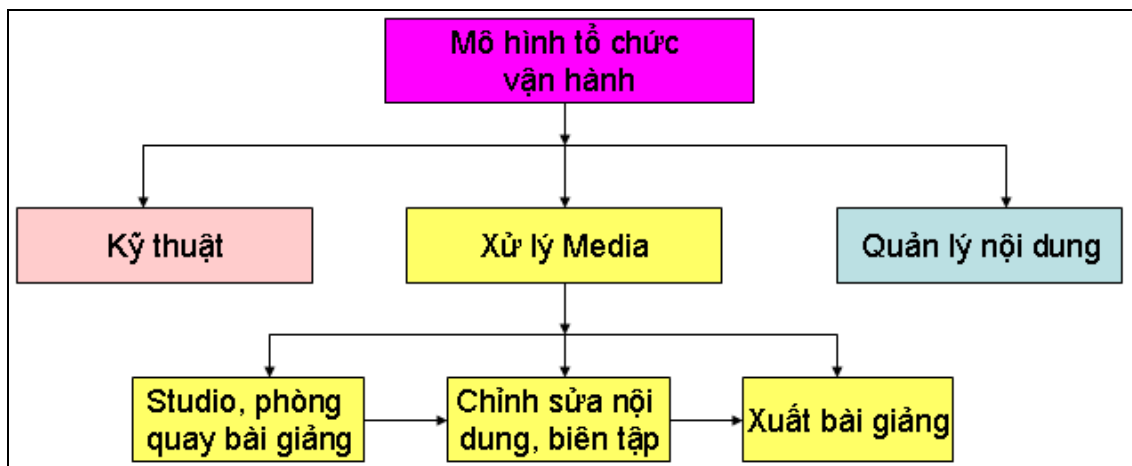 Mô hình tổ chức
vận hành
Kỹ thuật
Xử lý Media
Quản lý nội dung
Studio, phòng
quay bài giảng
Chỉnh sửa nội
dung, biên tập
Xuất bài giảng